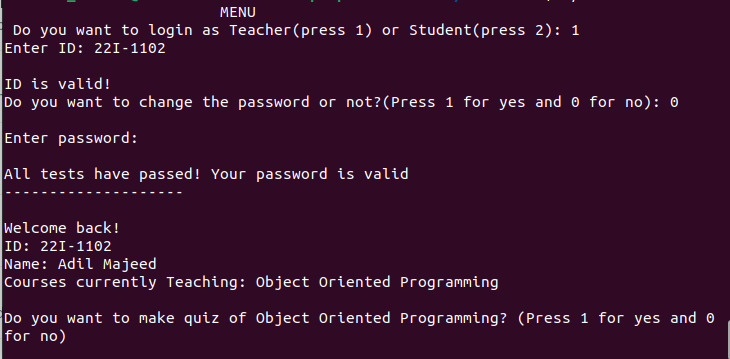 MENU
Do you want to login as Teacher(press 1) or Student(press 2): 1
Enter ID: 22I-1102
ID is valid!
Do you want to change the password or not?(Press 1 for yes and 0 for no): 0
Enter password:
All tests have passed! Your password is valid
--------------------
Welcome back!
ID: 22I-1102
Name: Adil Majeed
Courses currently Teaching: Object Oriented Programming
Do you want to make quiz of Object Oriented Programming? (Press 1 for yes and 0
for no)